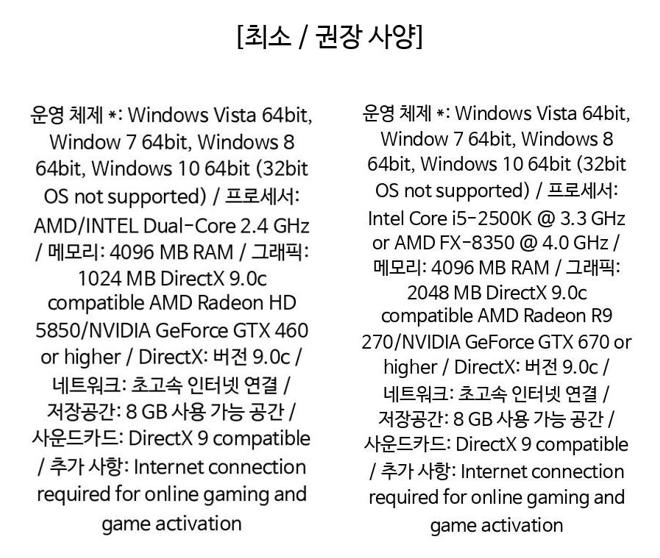 [최소 / 권장 사양]
운영 체제 *: Windows Vista 64bit,
Window 7 64bit, Windows 8
64bit, Windows 10 64bit (32bit
OS not supported) / 프로세서:
AMD/INTEL Dual-Core 2.4 GHz
/ 메모리: 4096 MB RAM / 그래픽:
1024 MB DirectX 9.0c
compatible AMD Radeon HD
5850/NVIDIA GeForce GTX 460
or higher / DirectX: 버전 9.0c /
네트워크: 초고속 인터넷 연결 /
저장공간: 8 GB 사용 가능 공간 /
사운드카드: DirectX 9 compatible
/ 추가 사항: Internet connection
required for online gaming and
game activation
운영 체제 *: Windows Vista 64bit,
Window 7 64bit, Windows 8
64bit, Windows 10 64bit (32bit
OS not supported) / 프로세서:
Intel Core i5-2500K @ 3.3 GHz
or AMD FX-8350 @ 4.0 GHz /
메모리: 4096 MB RAM / 그래픽:
2048 MB DirectX 9.0c
compatible AMD Radeon R9
270/NVIDIA GeForce GTX 670 or
higher / DirectX: 버전 9.0c /
네트워크: 초고속 인터넷 연결 /
저장공간: 8 GB 사용 가능 공간 /
사운드카드: DirectX 9 compatible
/ 추가 사항: Internet connection
required for online gaming and
game activation